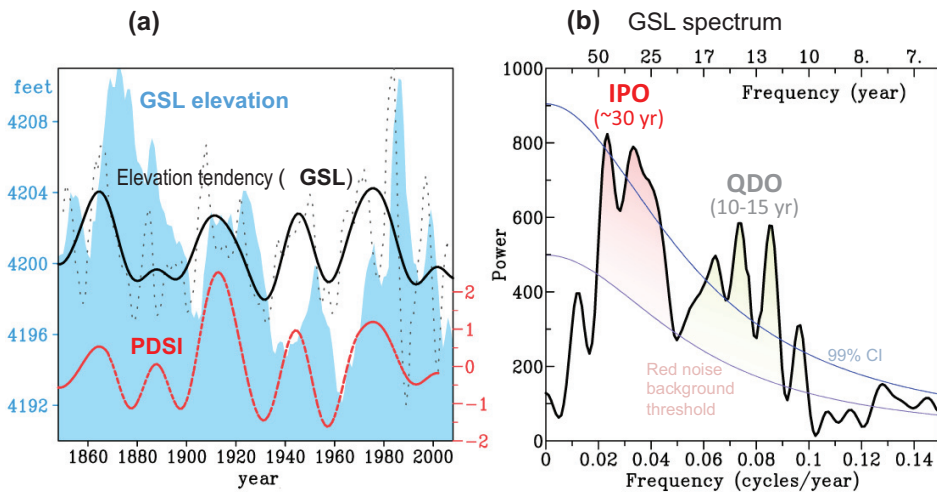 (a)
feet
4208
4204
4200
4196
4192
GSL elevation
Elevation tendency ( GSL)
PDSI
2
1
0
-1
-2
1860 1880 1900 1920 1940 1960 1980 2000
year
(b) GSL spectrum
50 25 17 13 10 8. 7.
Frequency (year)
1000
800
600
400
200
0
Power
IPO
(~30 yr)
QDO
(10-15 yr)
99% CI
Red noise
background
threshold
0 0.02 0.04 0.06 0.08 0.1 0.12 0.14
Frequency (cycles/year)